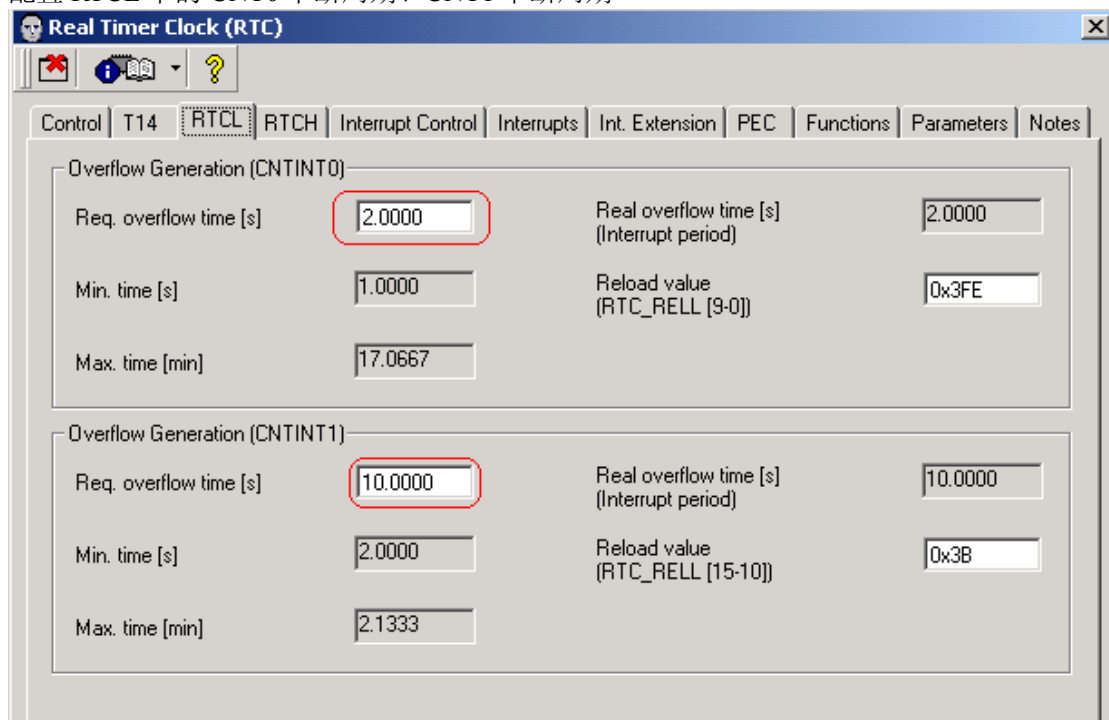 Real Timer Clock (RTC)
Control T14 RTCL RTCH Interrupt Control Interrupts Int. Extension PEC Functions Parameters Notes
Overflow Generation (CNTINT0)
Req. overflow time [s] 2.0000 Real overflow time [s] 2.0000
(Interrupt period)
Min. time [s] 1.0000 Reload value 0x3FE
(RTC_RELL [9-0])
Max. time [min] 17.0667
Overflow Generation (CNTINT1)
Req. overflow time [s] 10.0000 Real overflow time [s] 10.0000
(Interrupt period)
Min. time [s] 2.0000 Reload value 0x3B
(RTC_RELL [15-10])
Max. time [min] 2.1333